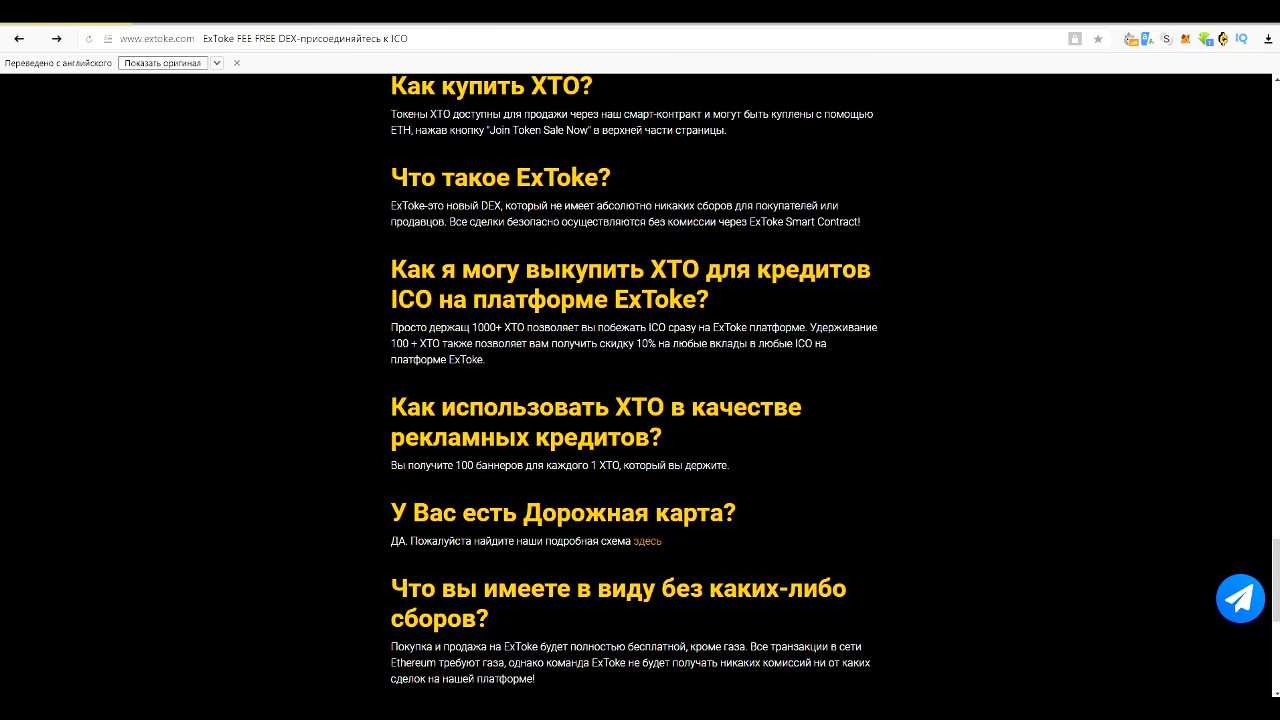 www.extoke.com ExToke FEE FREE DEX-присоединяйтесь к ICO
Переведено с английского Показать оригинал
Как купить XTO?
Токены XTO доступны для продажи через наш смарт-контракт и могут быть куплены с помощью
ETH, нажав кнопку "Join Token Sale Now" в верхней части страницы.
Что такое ExToke?
ExToke-это новый DEX, который не имеет абсолютно никаких сборов для покупателей или
продавцов. Все сделки безопасно осуществляются без комиссии через ExToke Smart Contract!
Как я могу выкупить XTO для кредитов
ICO на платформе ExToke?
Просто держащ 1000+ XTO позволяет вы побежать ICO сразу на ExToke платформе. Удерживание
100 + XTO также позволяет вам получить скидку 10% на любые вклады в любые ICO на
платформе ExToke.
Как использовать XTO в качестве
рекламных кредитов?
Вы получите 100 баннеров для каждого 1 XTO, который вы держите.
У Вас есть Дорожная карта?
ДА. Пожалуйста найдите наши подробная схема здесь
Что вы имеете в виду без каких-либо
сборов?
Покупка и продажа на ExToke будет полностью бесплатной, кроме газа. Все транзакции в сети
Ethereum требуют газа, однако команда ExToke не будет получать никаких комиссий ни от каких
сделок на нашей платформе!